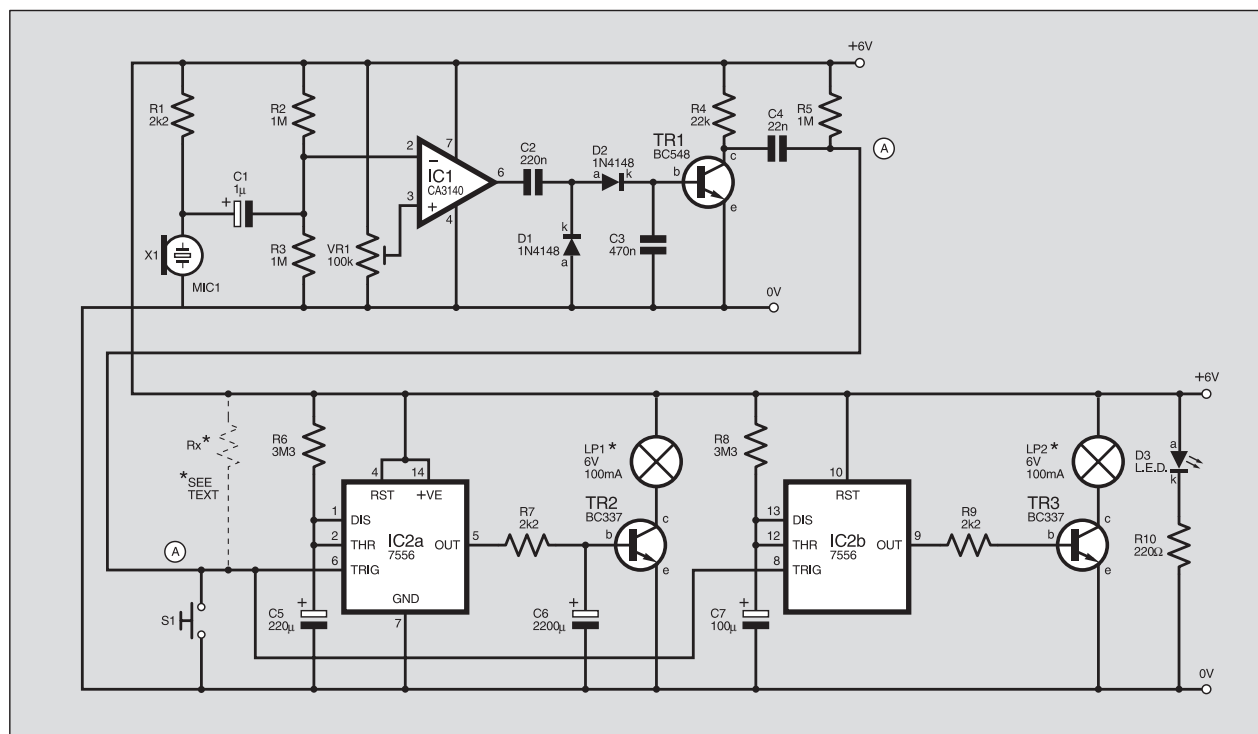 +6V
R1
2k2
R2
1M
R4
22k
C4
22n
R5
1M
TR1
BC548
A
7
2
−
IC1
CA3140
6
3
+
4
C2
220n
D2
1N4148
a
k
b
c
e
C1
1µ
+
X1
MIC1
R3
1M
VR1
100k
k
D1
1N4148
a
C3
470n
0V
+6V
Rx*
*SEE
TEXT
R6
3M3
4
14
RST
+VE
1
DIS
2
THR
6
TRIG
IC2a
7556
OUT
5
GND
7
R7
2k2
LP1*
6V
100mA
TR2
BC337
b
c
e
R8
3M3
10
RST
13
DIS
12
THR
8
TRIG
IC2b
7556
OUT
9
R9
2k2
LP2*
6V
100mA
TR3
BC337
b
c
e
a
D3
L.E.D.
k
R10
220Ω
A
S1
+
C5
220µ
+
C6
2200µ
+
C7
100µ
0V